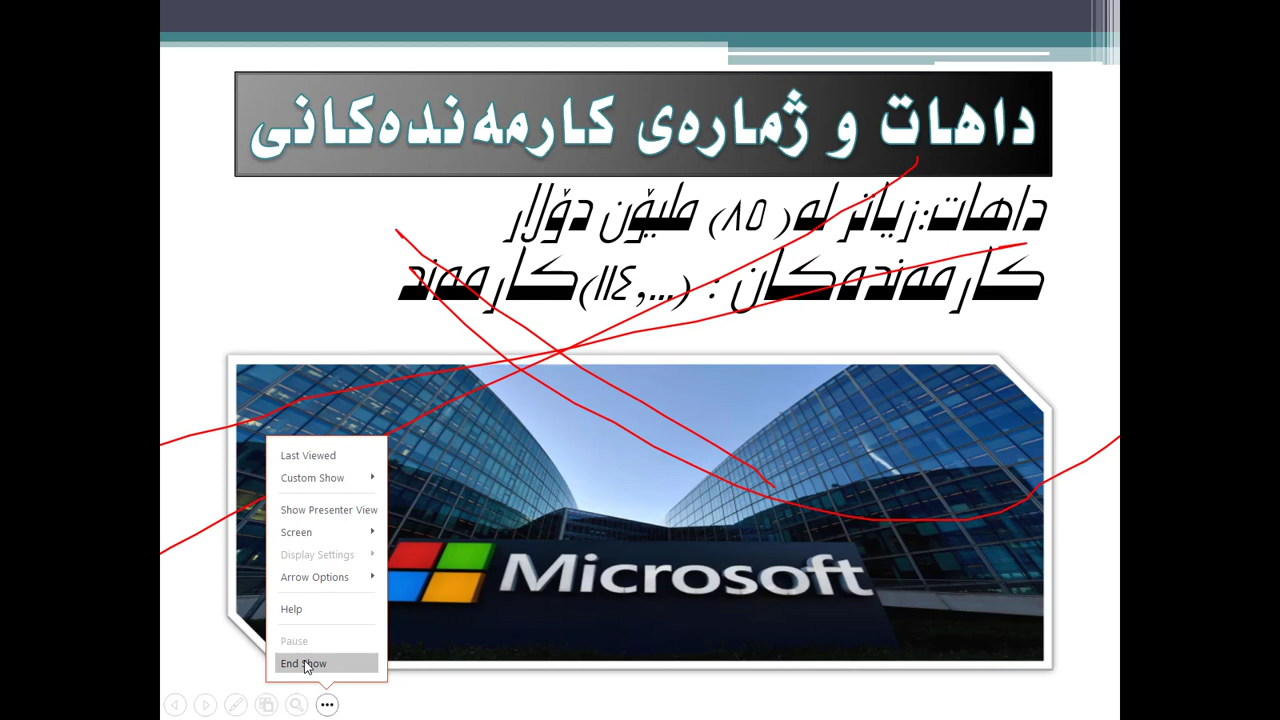 داهات و ژمارەی کارمەندەکانی
داهات:زیاتر لە( ٨٥) ملیۆن دۆلار
کارمەندەکان : (١١٤,...)کارمەند
Microsoft
Last Viewed
Custom Show
Show Presenter View
Screen
Display Settings
Arrow Options
Help
Pause
End Show